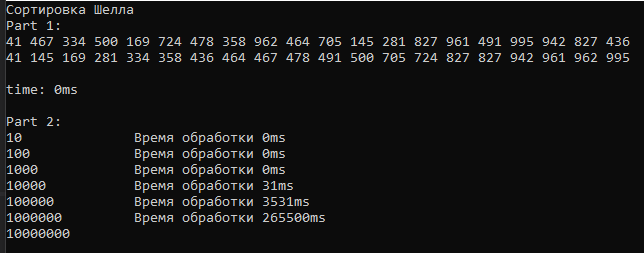 Сортировка Шелла
Part 1:
41 467 334 500 169 724 478 358 962 464 705 145 281 827 961 491 995 942 827 436
41 145 169 281 334 358 436 464 467 478 491 500 705 724 827 827 942 961 962 995
time: 0ms
Part 2:
10 Время обработки 0ms
100 Время обработки 0ms
1000 Время обработки 0ms
10000 Время обработки 31ms
100000 Время обработки 3531ms
1000000 Время обработки 265500ms
10000000